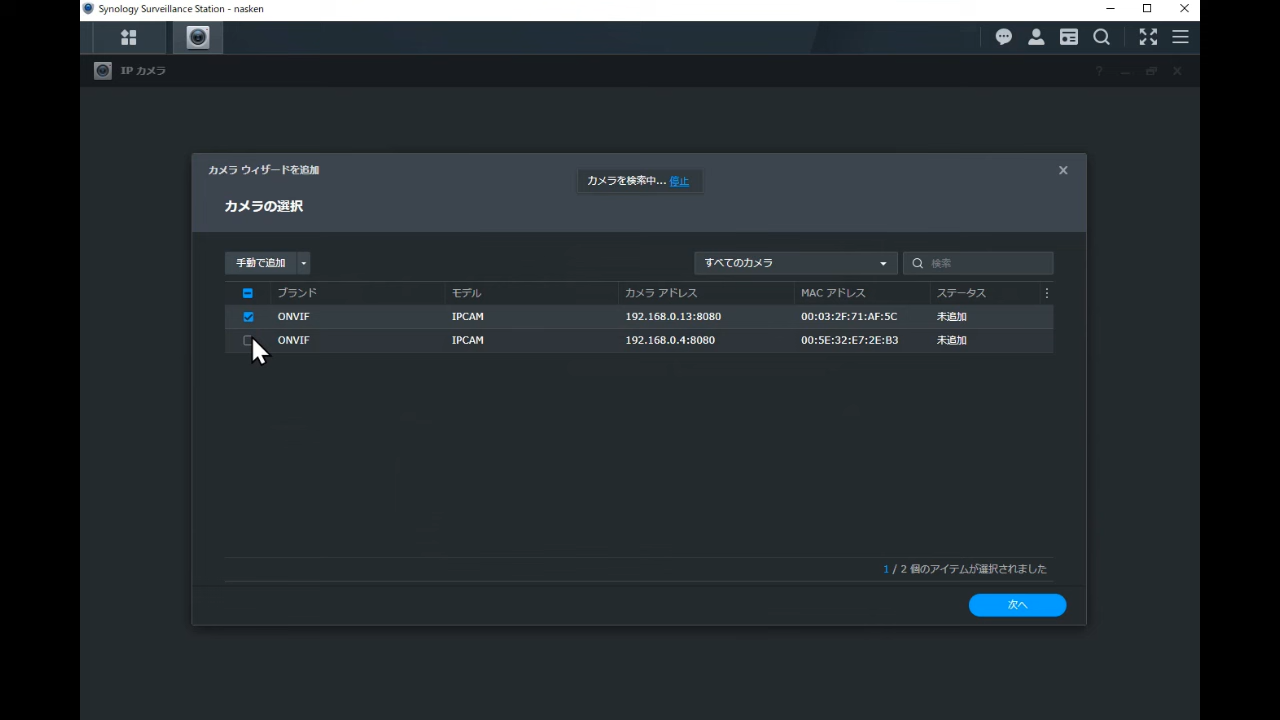 Synology Surveillance Station - nasken
IP カメラ
カメラ ウィザードを追加
カメラを検索中... 停止
カメラの選択
手動で追加 すべてのカメラ 検索
ブランド モデル カメラ アドレス MAC アドレス ステータス
ONVIF IPCAM 192.168.0.13:8080 00:03:2F:71:AF:5C 未追加
ONVIF IPCAM 192.168.0.4:8080 00:5E:32:E7:2E:B3 未追加
1 / 2 個のアイテムが選択されました
次へ